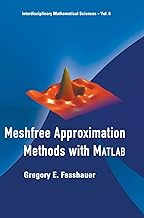 Interdisciplinary Mathematical Sciences – Vol. 6
Meshfree Approximation
Methods with MATLAB
Gregory E. Fasshauer